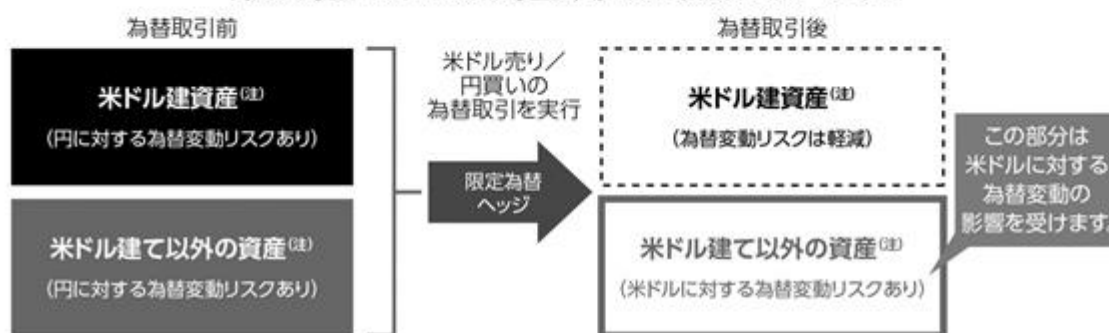 為替取引前
為替取引後
米ドル建資産(注)
(円に対する為替変動リスクあり)
米ドル建て以外の資産(注)
(円に対する為替変動リスクあり)
米ドル売り／
円買いの
為替取引を実行
限定為替
ヘッジ
米ドル建資産(注)
(為替変動リスクは軽減)
米ドル建て以外の資産(注)
(米ドルに対する為替変動リスクあり)
この部分は
米ドルに対する
為替変動の
影響を受けます。